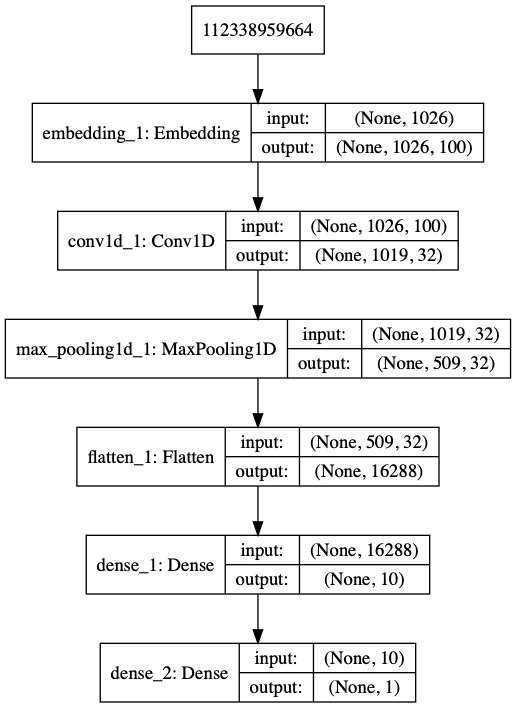 112338959664
embedding_1: Embedding
input: (None, 1026)
output: (None, 1026, 100)
conv1d_1: Conv1D
input: (None, 1026, 100)
output: (None, 1019, 32)
max_pooling1d_1: MaxPooling1D
input: (None, 1019, 32)
output: (None, 509, 32)
flatten_1: Flatten
input: (None, 509, 32)
output: (None, 16288)
dense_1: Dense
input: (None, 16288)
output: (None, 10)
dense_2: Dense
input: (None, 10)
output: (None, 1)